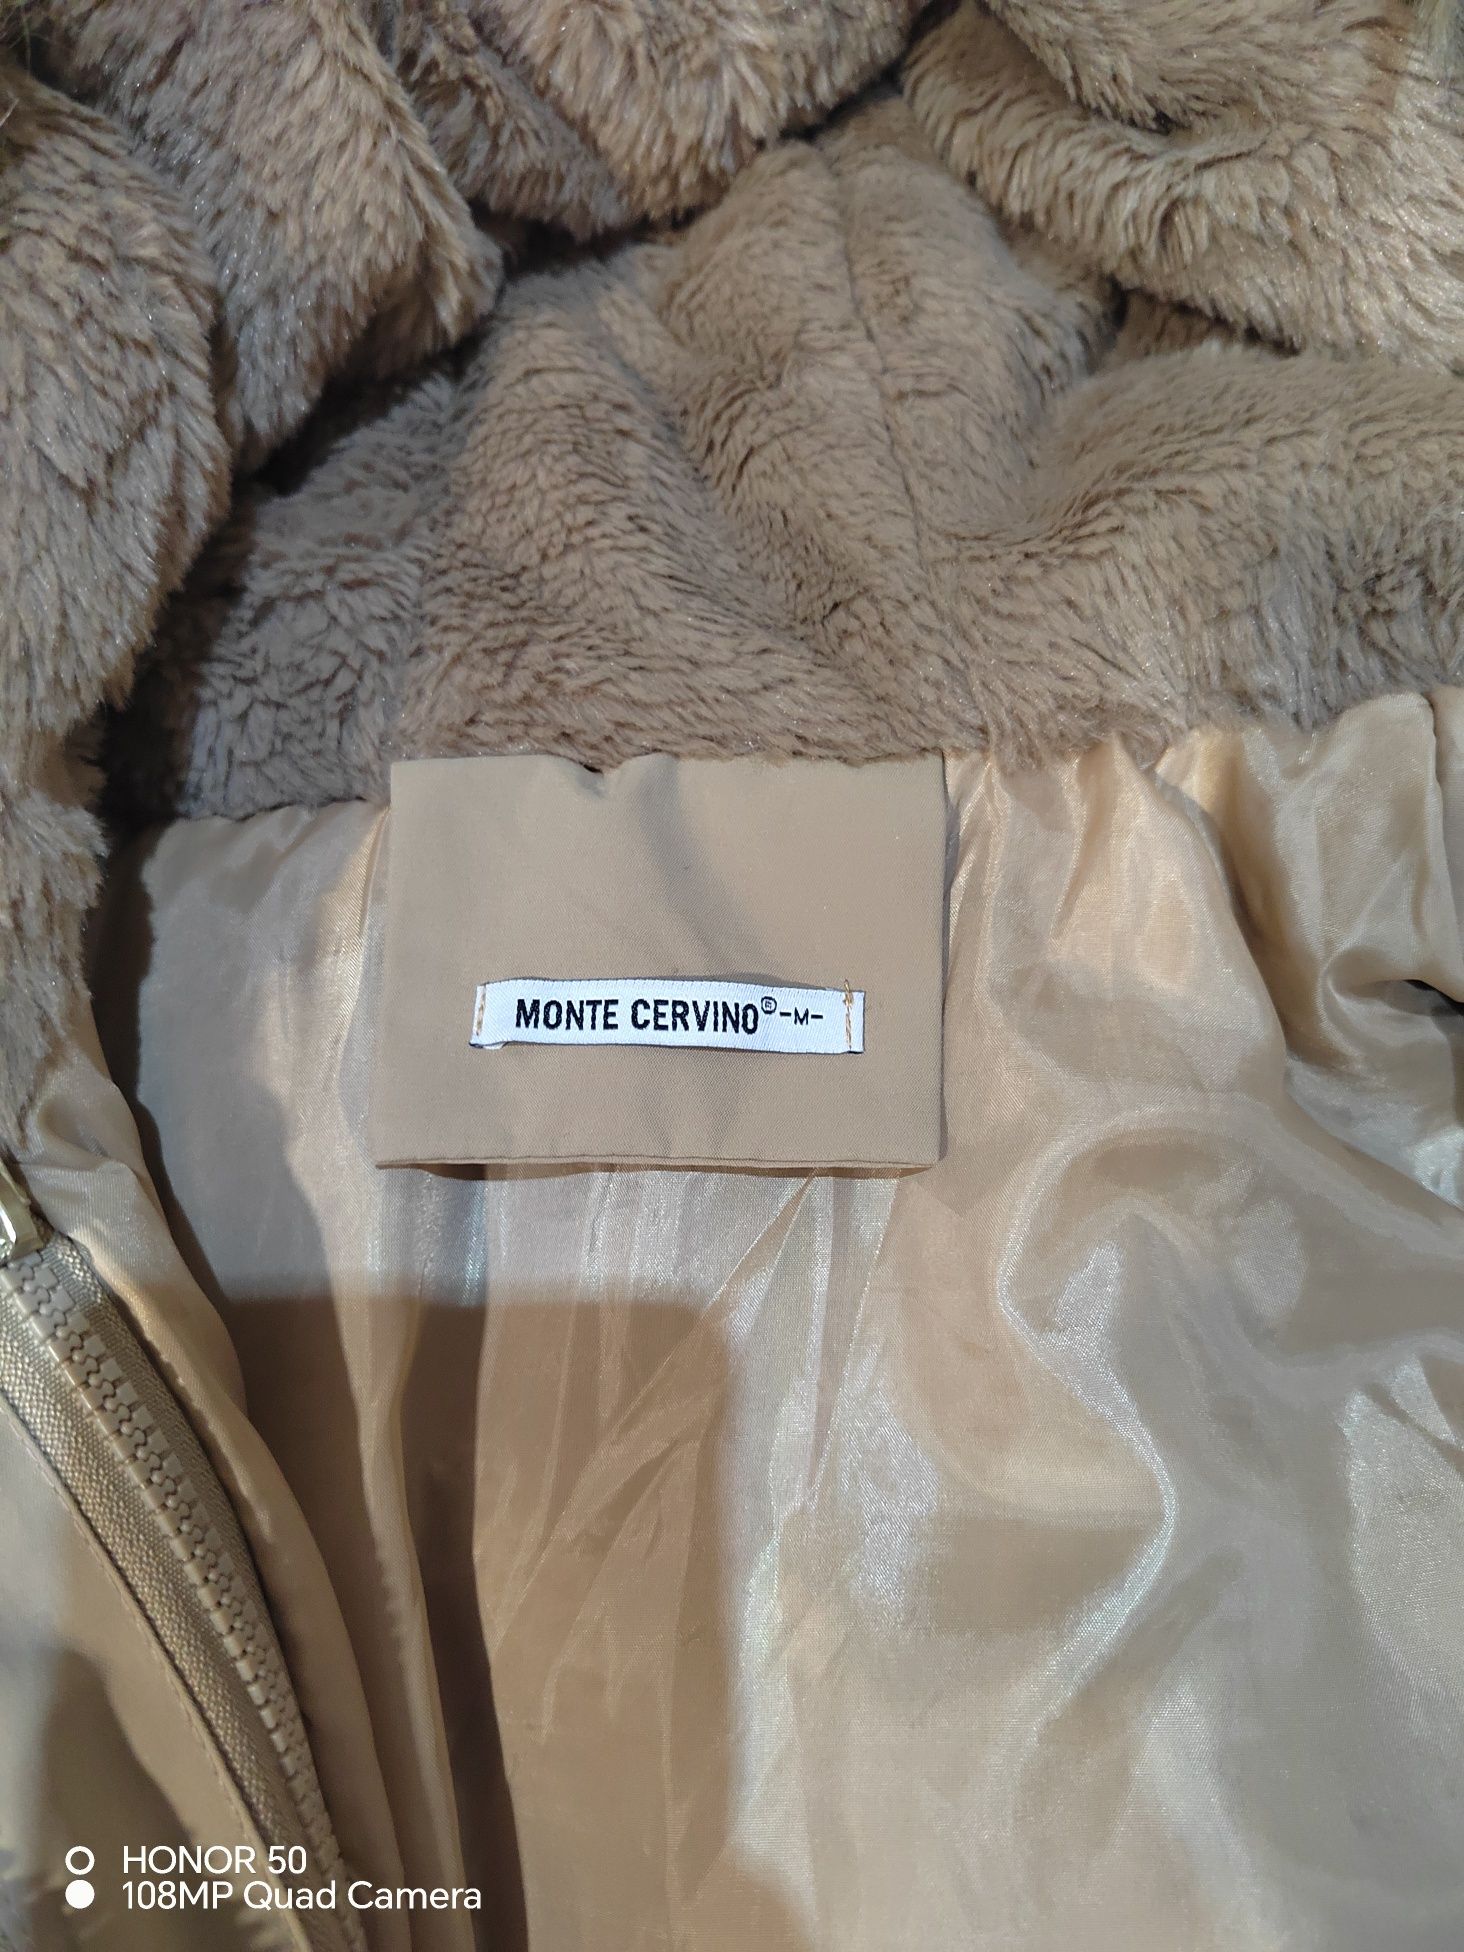 MONTE CERVINO®-M-
HONOR 50
108MP Quad Camera